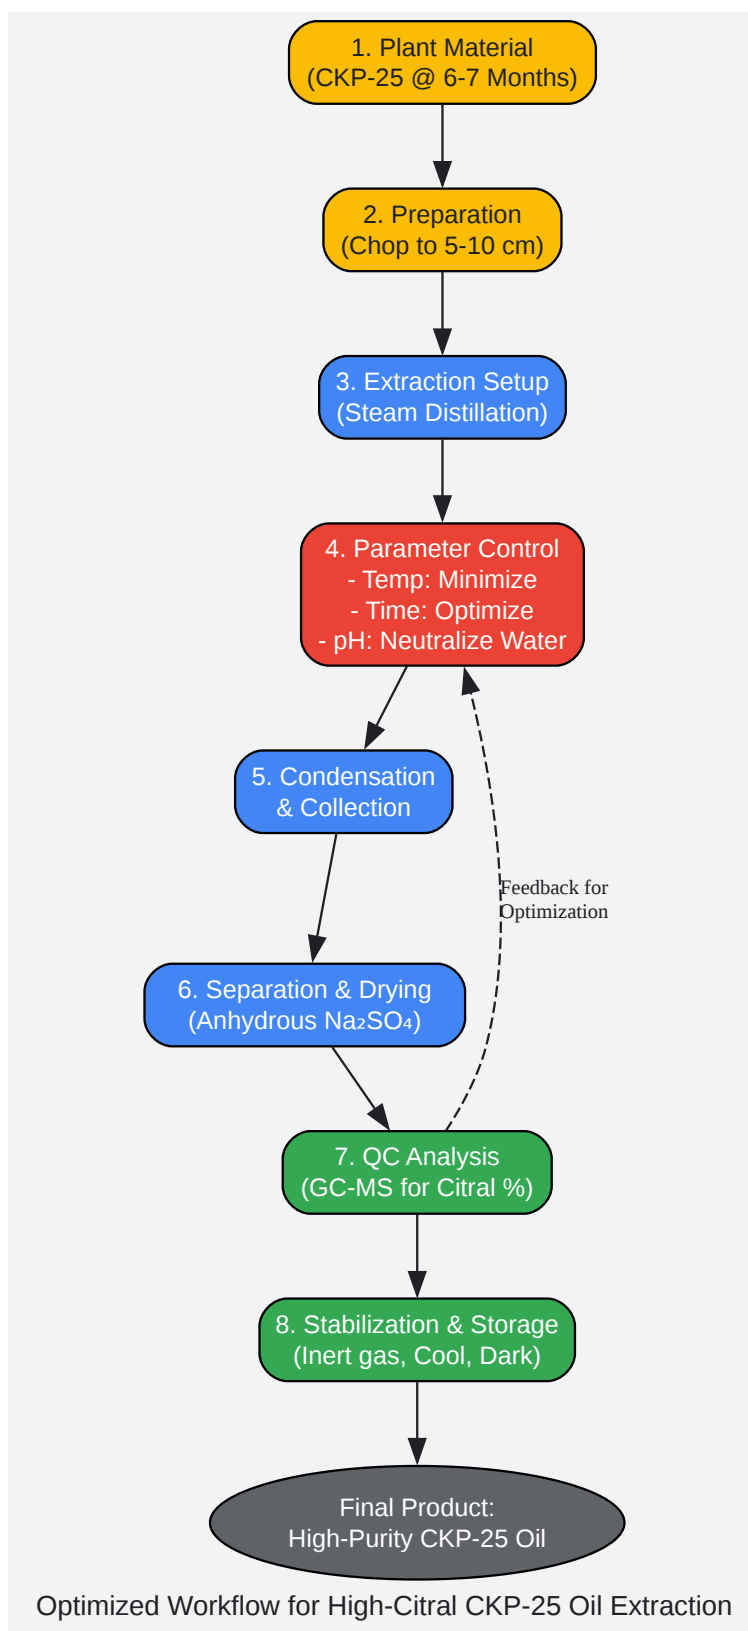 1. Plant Material
(CKP-25 @ 6-7 Months)
2. Preparation
(Chop to 5-10 cm)
3. Extraction Setup
(Steam Distillation)
4. Parameter Control
- Temp: Minimize
- Time: Optimize
- pH: Neutralize Water
5. Condensation
& Collection
Feedback for
Optimization
6. Separation & Drying
(Anhydrous Na₂SO₄)
7. QC Analysis
(GC-MS for Citral %)
8. Stabilization & Storage
(Inert gas, Cool, Dark)
Final Product:
High-Purity CKP-25 Oil
Optimized Workflow for High-Citral CKP-25 Oil Extraction